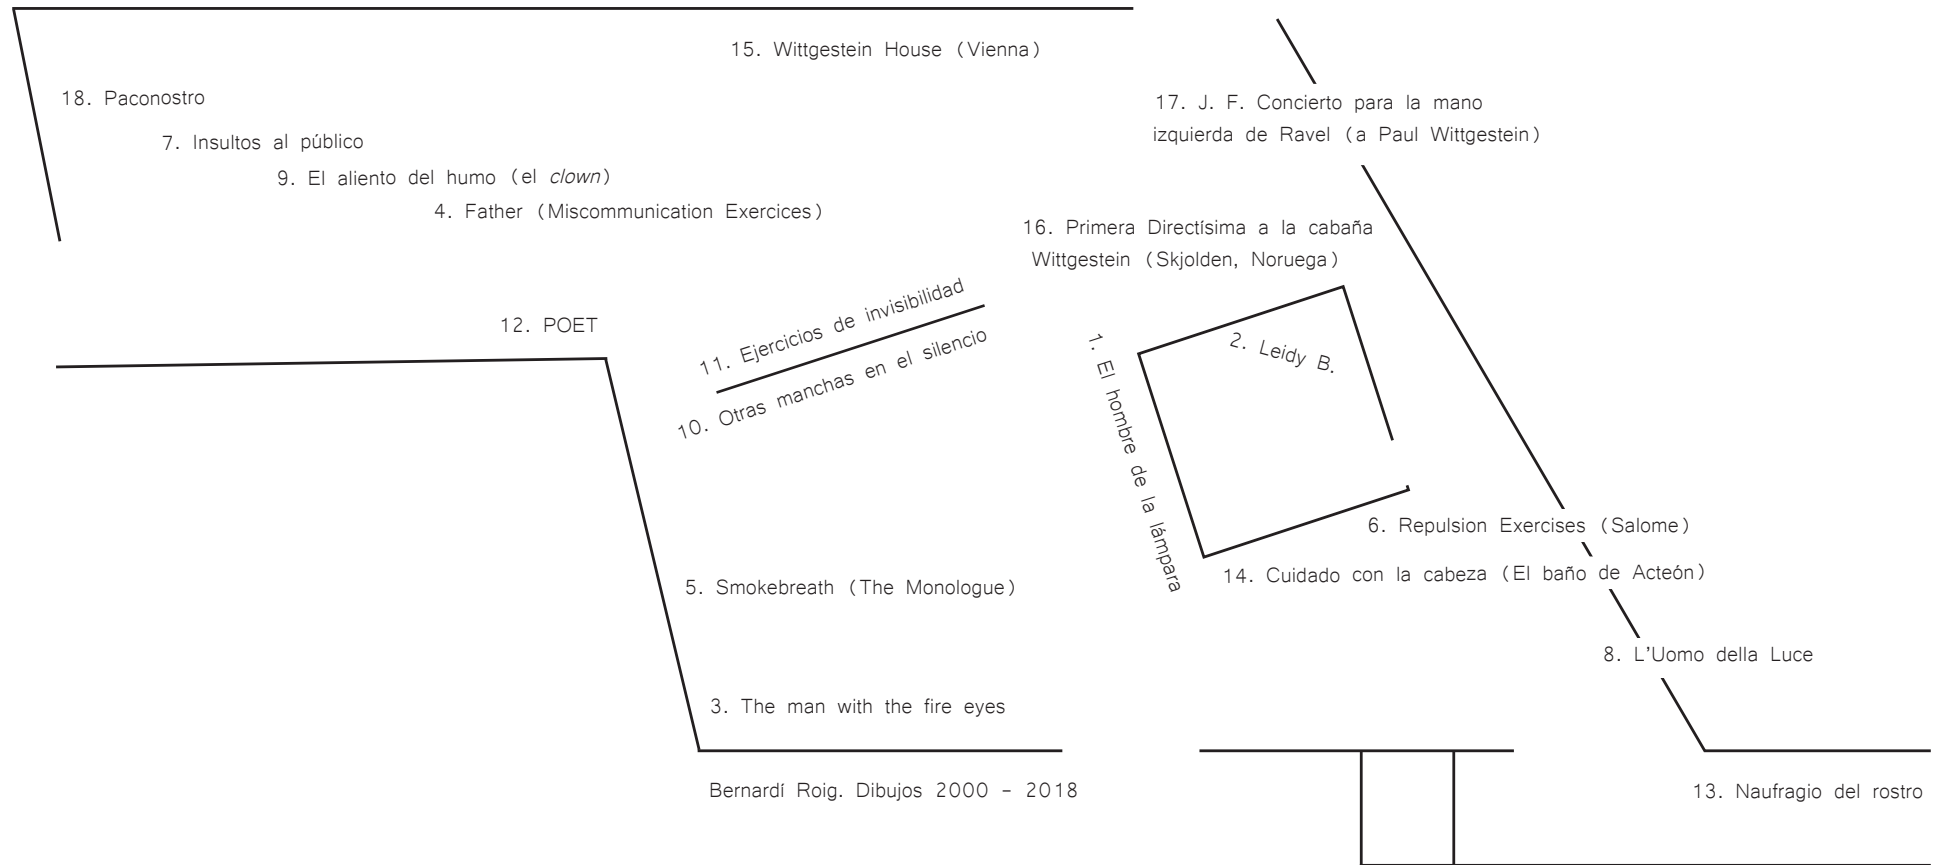 15. Wittgestein House (Vienna)
18. Paconostro
17. J. F. Concierto para la mano
izquierda de Ravel (a Paul Wittgestein)
7. Insultos al público
9. El aliento del humo (el clown)
4. Father (Miscommunication Exercices)
16. Primera Directísima a la cabaña
Wittgestein (Skjolden, Noruega)
12. POET
11. Ejercicios de invisibilidad
10. Otras manchas en el silencio
1. El hombre de la lámpara
2. Leidy B.
6. Repulsion Exercises (Salome)
14. Cuidado con la cabeza (El baño de Acteón)
5. Smokebreath (The Monologue)
8. L'Uomo della Luce
3. The man with the fire eyes
Bernardí Roig. Dibujos 2000 - 2018
13. Naufragio del rostro